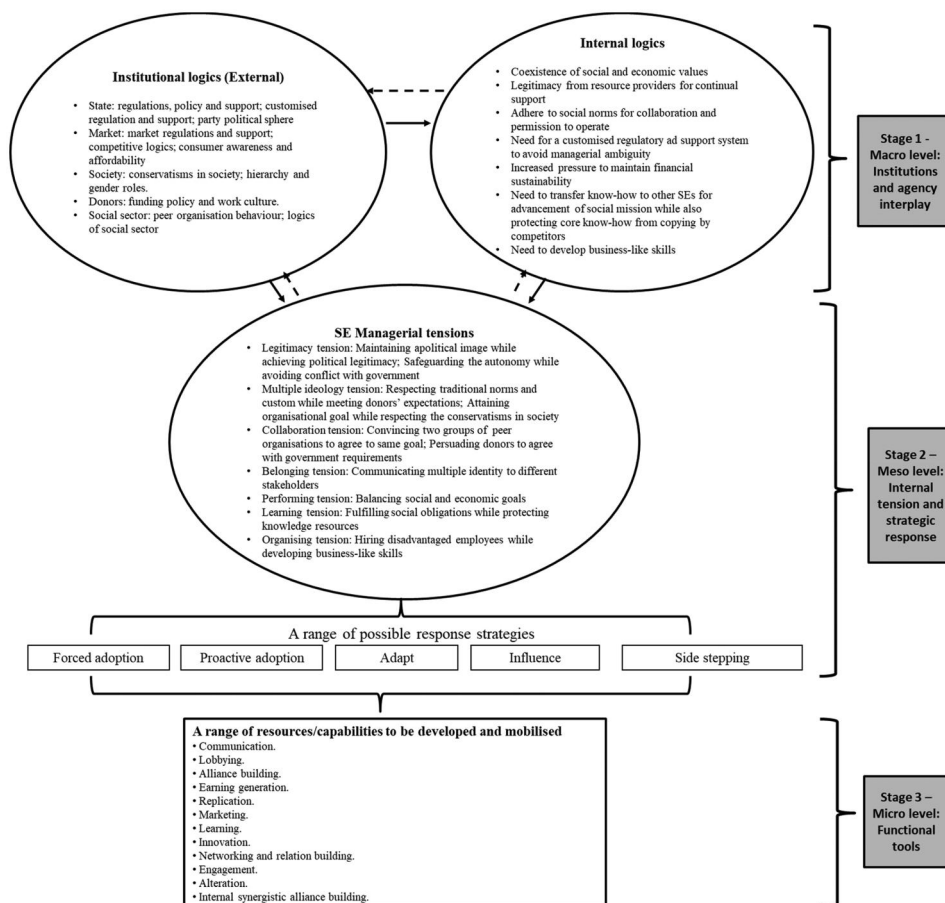 Institutional logics (External)
• State: regulations, policy and support; customised
regulation and support; party political sphere
• Market: market regulations and support;
competitive logics; consumer awareness and
affordability
• Society: conservatisms in society; hierarchy and
gender roles.
• Donors: funding policy and work culture.
• Social sector: peer organisation behaviour; logics
of social sector
Internal logics
• Coexistence of social and economic values
• Legitimacy from resource providers for continual
support
• Adhere to social norms for collaboration and
permission to operate
• Need for a customised regulatory ad support system
to avoid managerial ambiguity
• Increased pressure to maintain financial
sustainability
• Need to transfer know-how to other SEs for
advancement of social mission while also
protecting core know-how from copying by
competitors
• Need to develop business-like skills
Stage 1 -
Macro level:
Institutions
and agency
interplay
SE Managerial tensions
• Legitimacy tension: Maintaining apolitical image while
achieving political legitimacy; Safeguarding the autonomy while
avoiding conflict with government
• Multiple ideology tension: Respecting traditional norms and
custom while meeting donors' expectations; Attaining
organisational goal while respecting the conservatisms in society
• Collaboration tension: Convincing two groups of peer
organisations to agree to same goal; Persuading donors to agree
with government requirements
• Belonging tension: Communicating multiple identity to different
stakeholders
• Performing tension: Balancing social and economic goals
• Learning tension: Fulfilling social obligations while protecting
knowledge resources
• Organising tension: Hiring disadvantaged employees while
developing business-like skills
Stage 2 –
Meso level:
Internal
tension and
strategic
response
A range of possible response strategies
Forced adoption
Proactive adoption
Adapt
Influence
Side stepping
A range of resources/capabilities to be developed and mobilised
• Communication.
• Lobbying.
• Alliance building.
• Earning generation.
• Replication.
• Marketing.
• Learning.
• Innovation.
• Networking and relation building.
• Engagement.
• Alteration.
• Internal synergistic alliance building.
Stage 3 –
Micro level:
Functional
tools